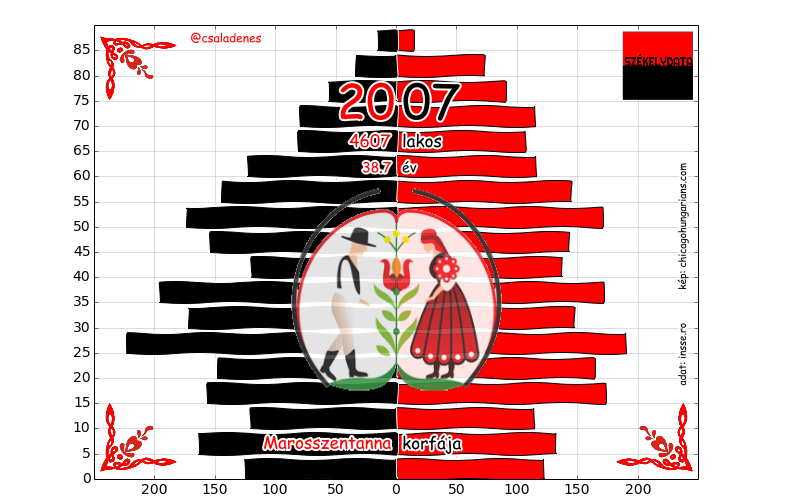 @csaladenes
SZÉKELYDATA
2007
4607 lakos
38.7 év
kép: chicagohungarians.com
adat: insse.ro
Marosszentanna korfája
85
80
75
70
65
60
55
50
45
40
35
30
25
20
15
10
5
0
200 150 100 50 0 50 100 150 200